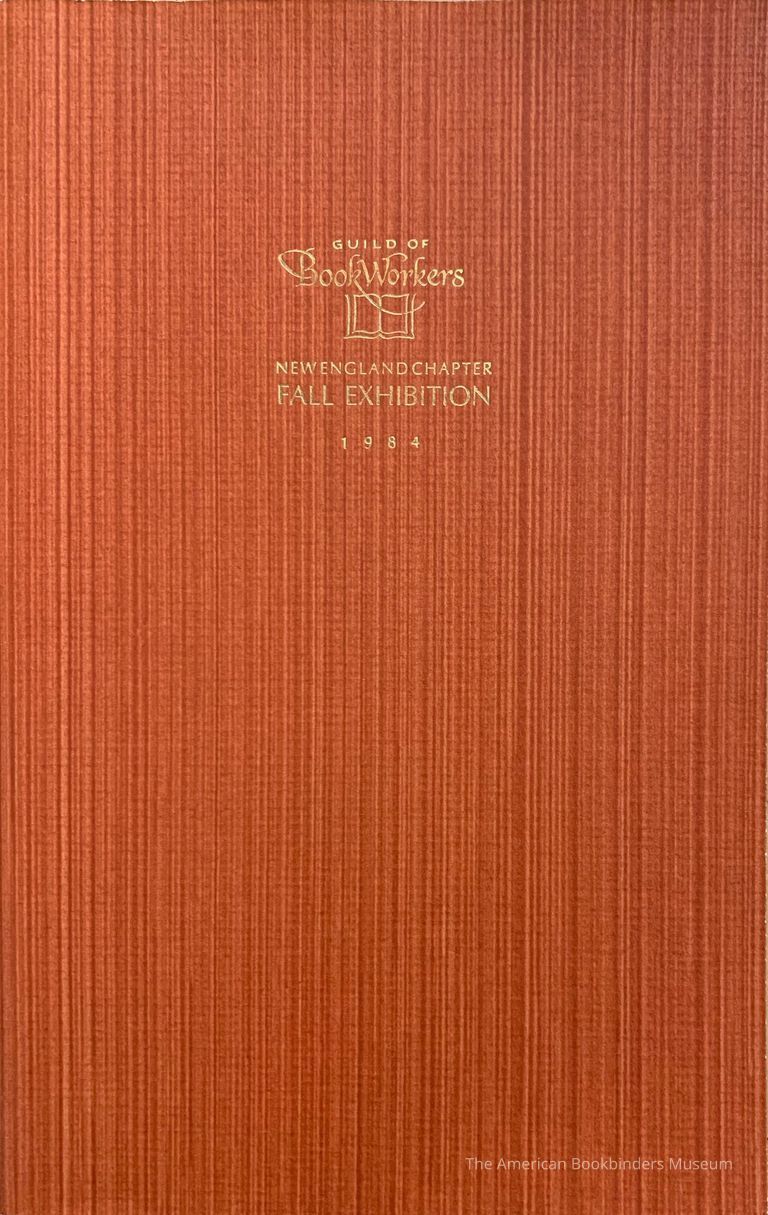 GUILD OF
BookWorkers
NEW ENGLAND CHAPTER
FALL EXHIBITION
1984
The American Bookbinders Museum